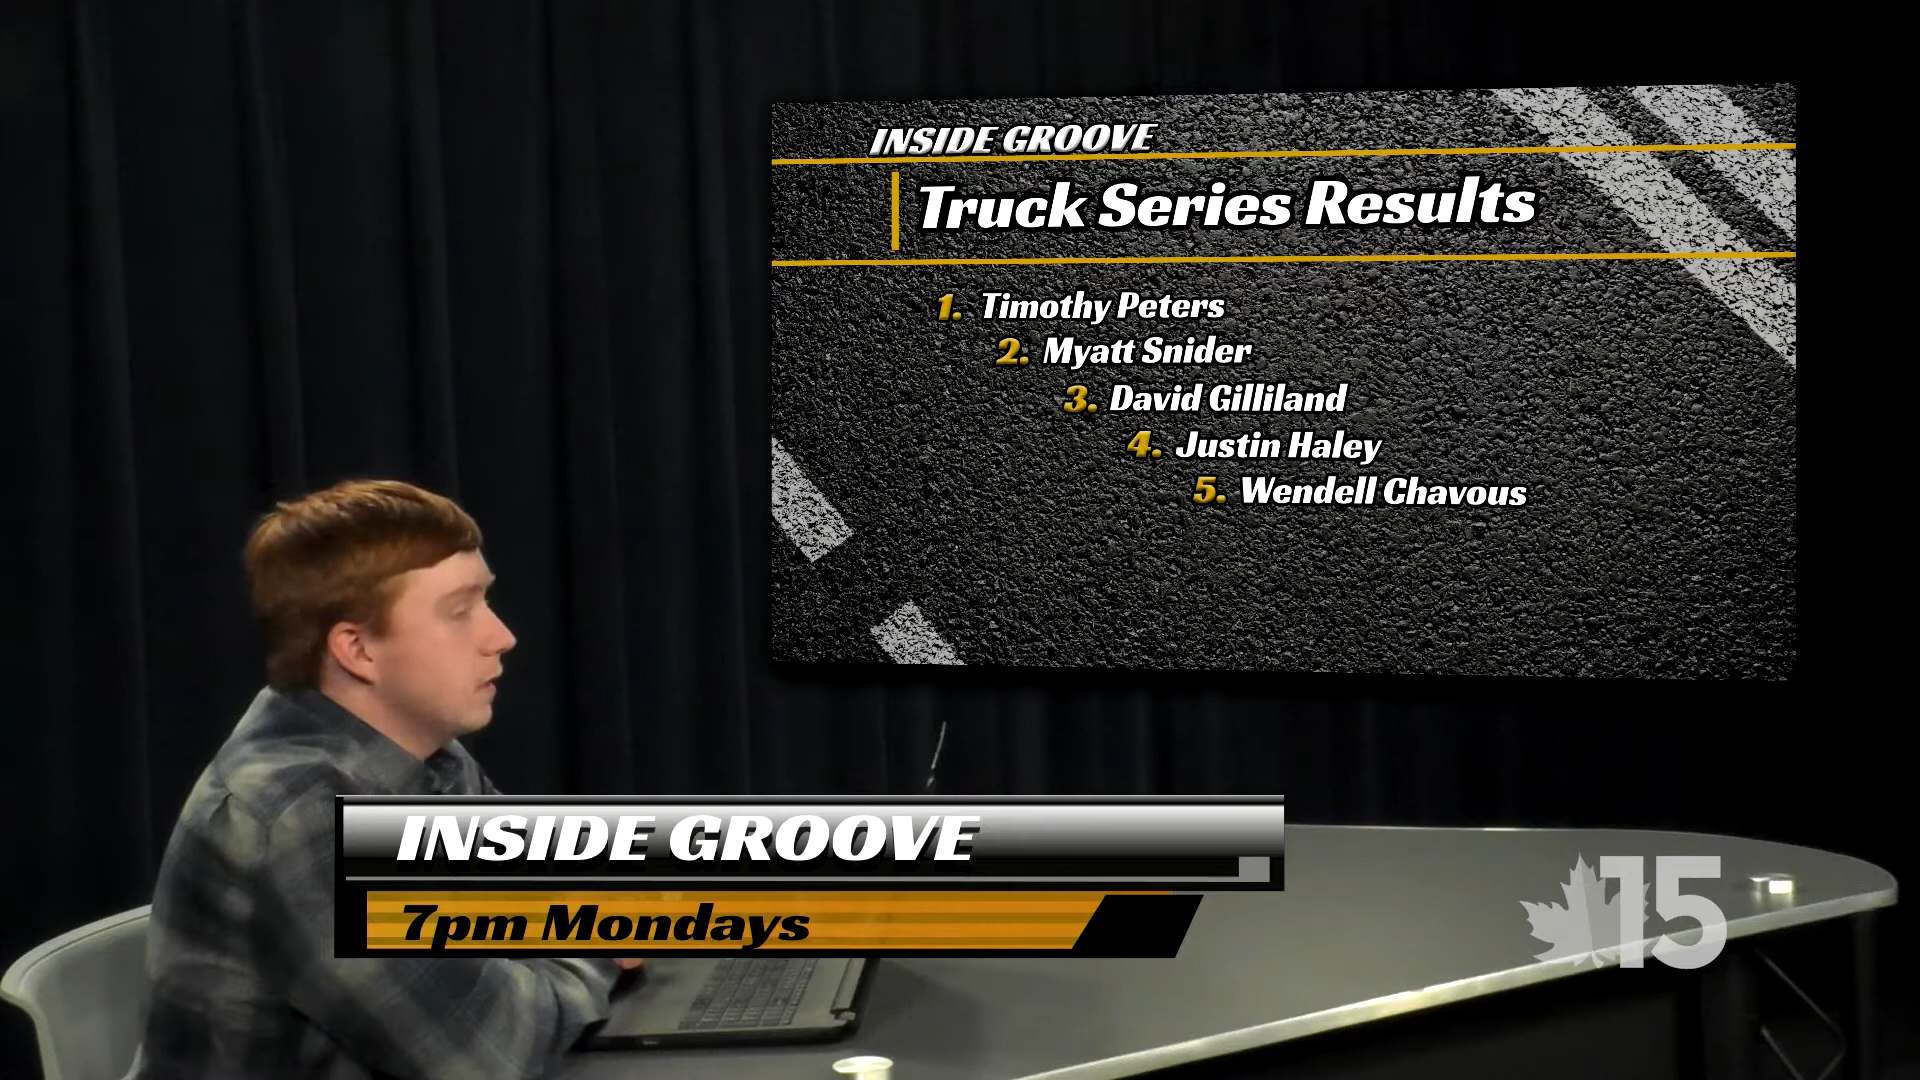 INSIDE GROOVE
Truck Series Results
1. Timothy Peters
2. Myatt Snider
3. David Gilliland
4. Justin Haley
5. Wendell Chavous
INSIDE GROOVE
7pm Mondays
15